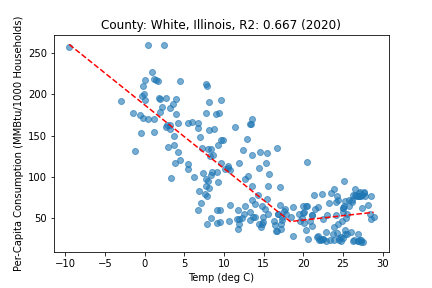 County: White, Illinois, R2: 0.667 (2020)
Per-Capita Consumption (MMBtu/1000 Households)
250
200
150
100
50
−10 −5 0 5 10 15 20 25 30
Temp (deg C)